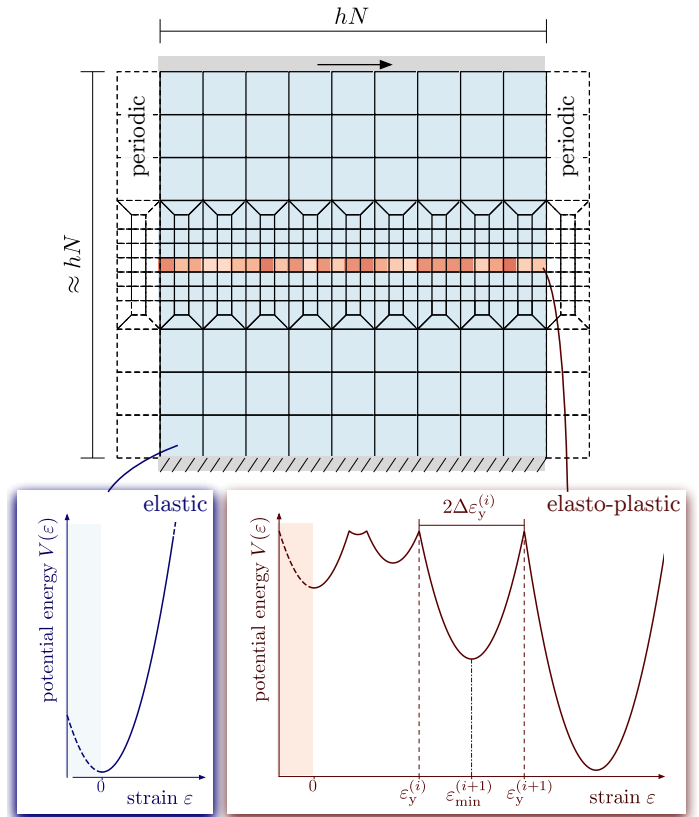 hN
periodic
periodic
≈ hN
elastic
potential energy V(ε)
0
strain ε
elasto-plastic
2Δε_y^{(i)}
potential energy V(ε)
0
ε_y^{(i)}
ε_min^{(i+1)}
ε_y^{(i+1)}
strain ε